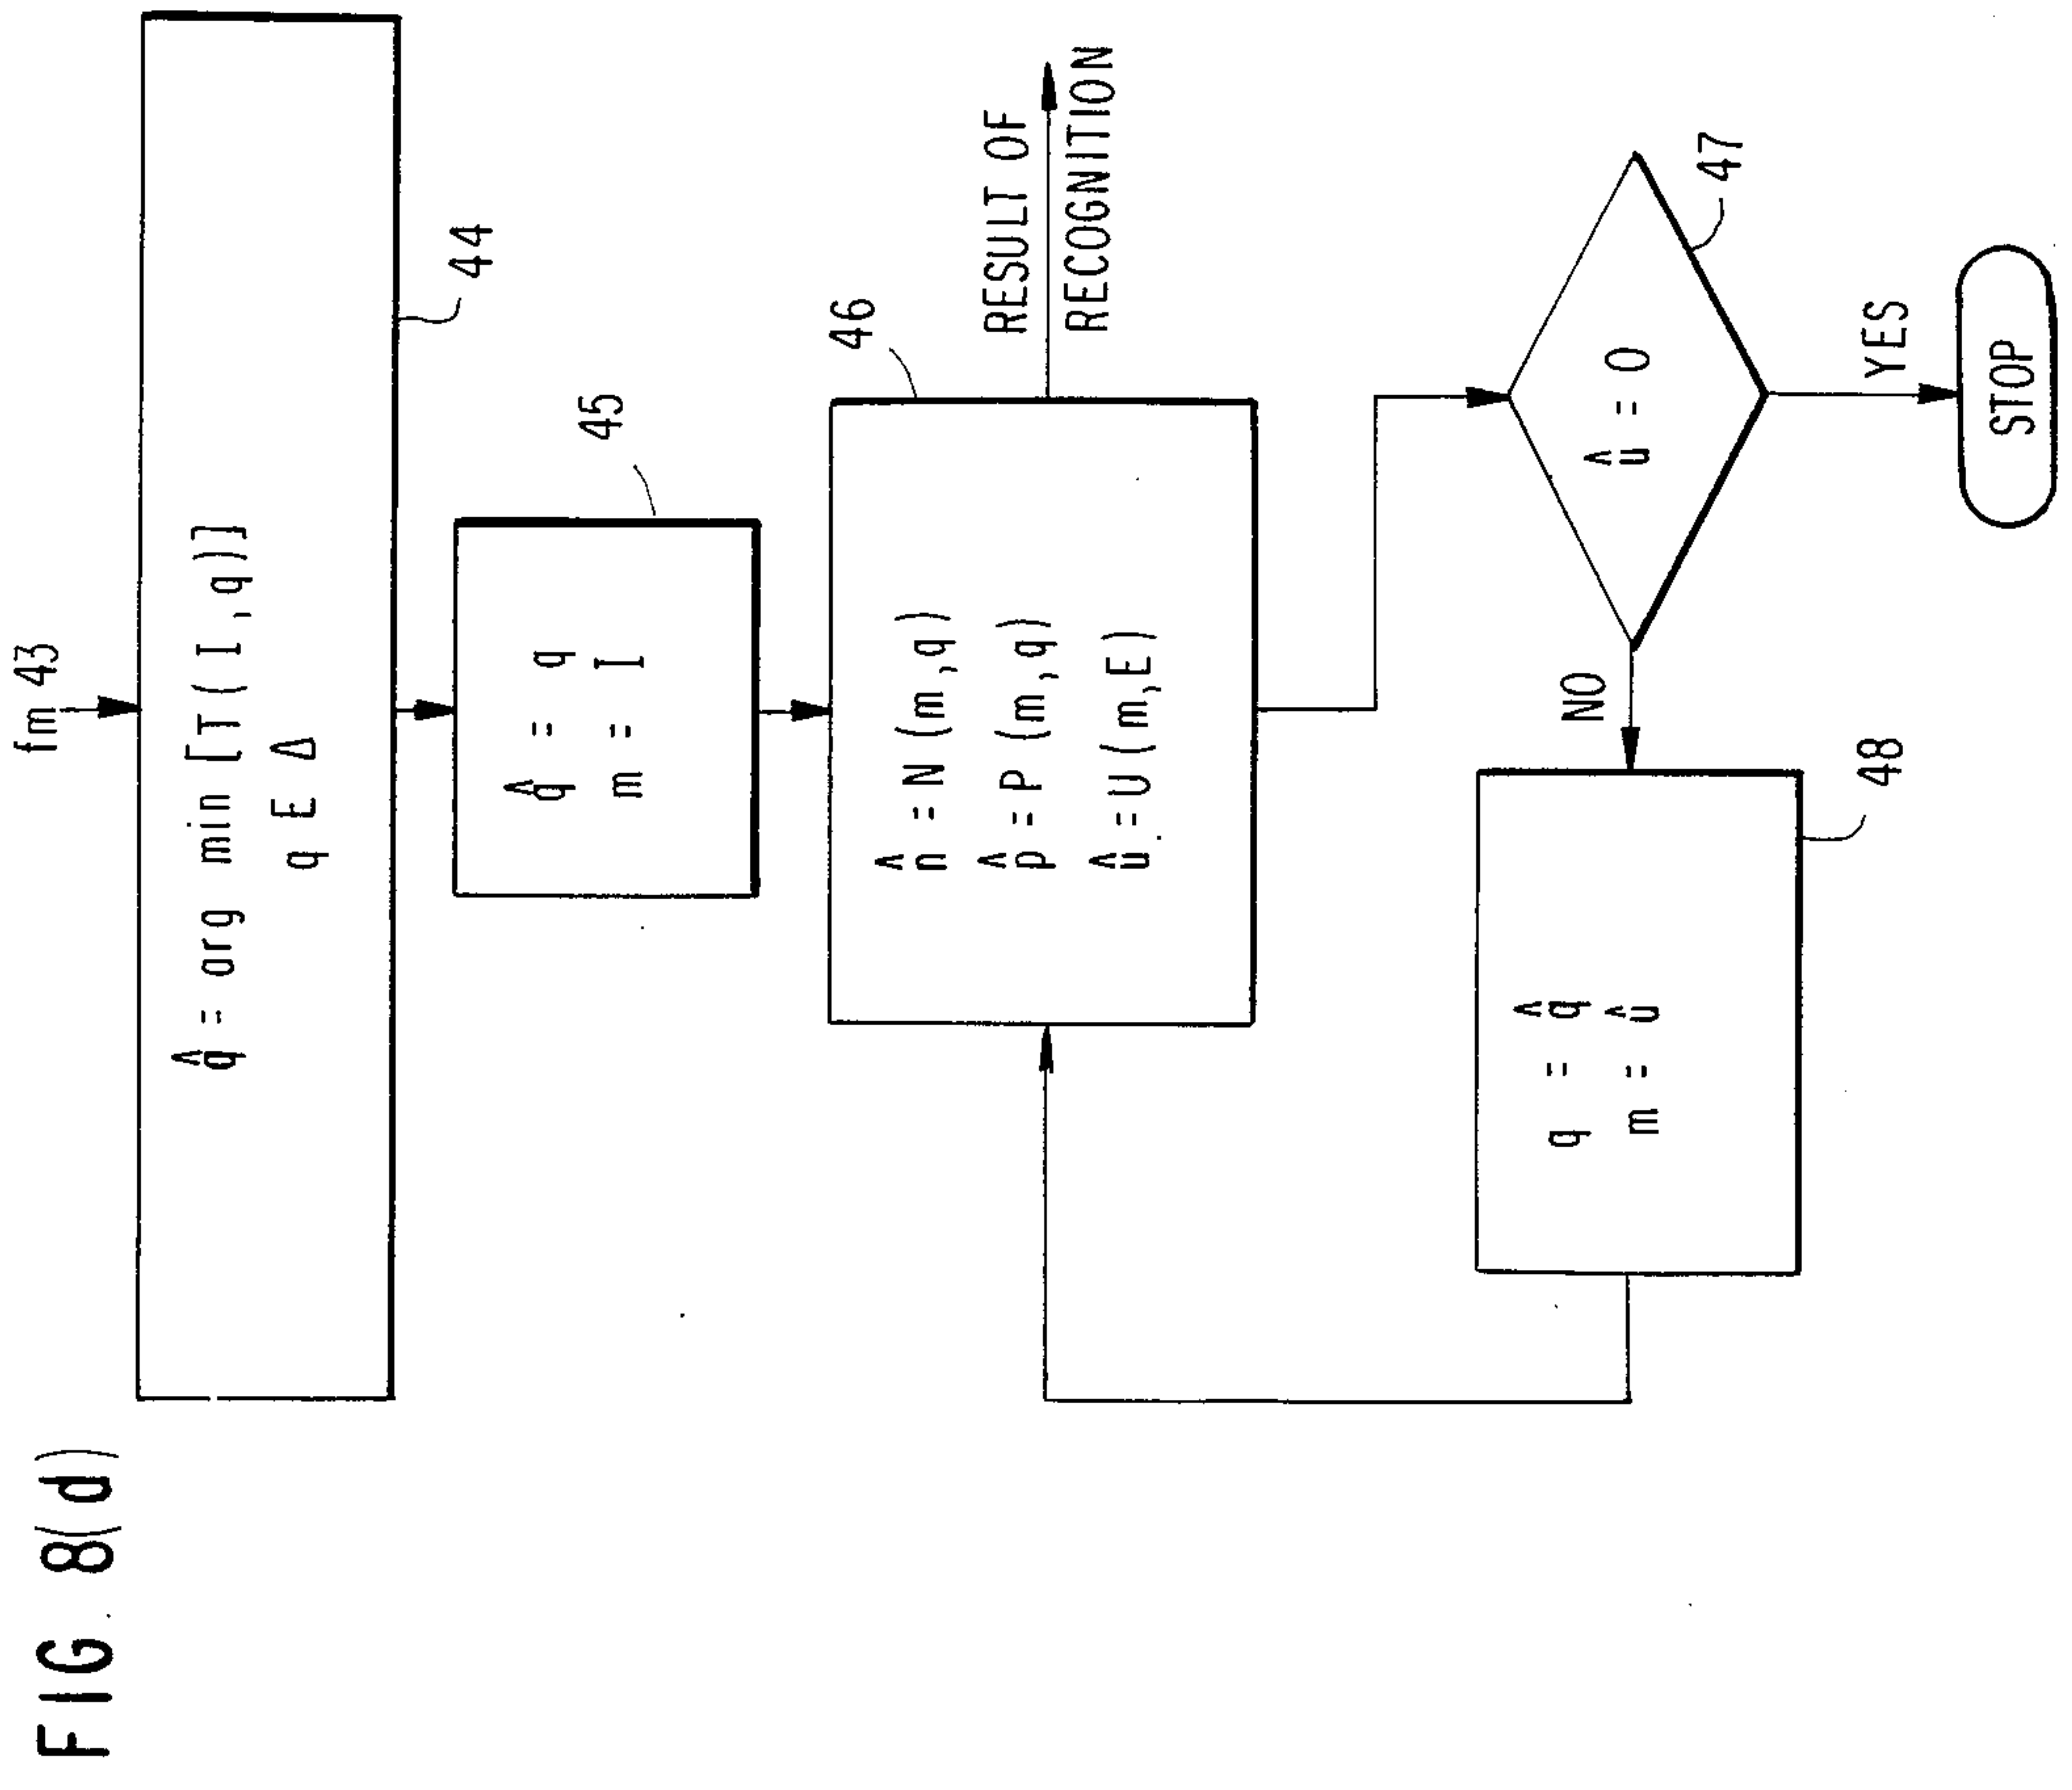 FIG. 8(d)
fm 43
q̂ = arg min [T(I,q)]
q E Δ
44
45
q̂ = q
m = I
46
n̂ = N (m,q)
p̂ = P (m,q)
û = U (m,E)
RESULT OF
RECOGNITION
û = 0
47
NO
YES
STOP
48
q = q̂
m = û